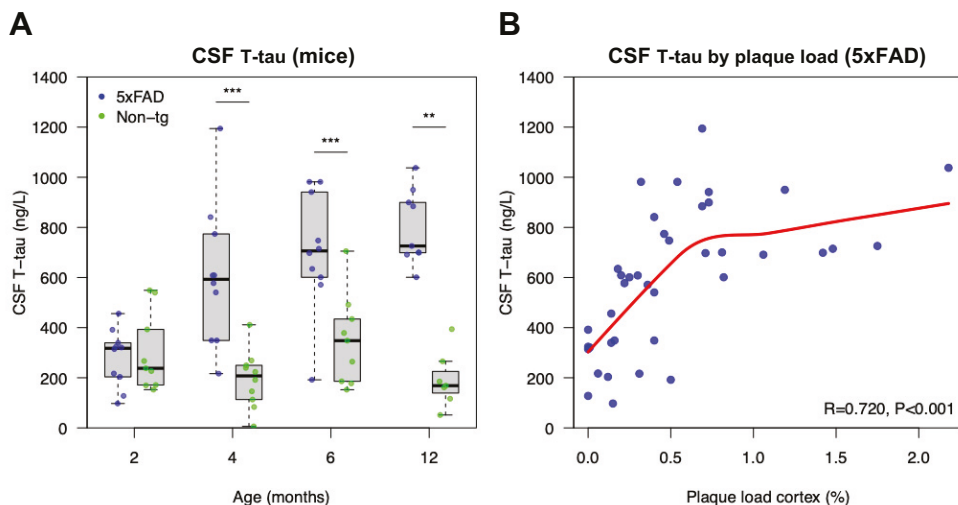 A
CSF T-tau (mice)
CSF T-tau (ng/L)
1400
1200
1000
800
600
400
200
0
5xFAD
Non-tg
***
***
**
2 4 6 12
Age (months)
B
CSF T-tau by plaque load (5xFAD)
CSF T-tau (ng/L)
1400
1200
1000
800
600
400
200
0
R=0.720, P<0.001
0.0 0.5 1.0 1.5 2.0
Plaque load cortex (%)